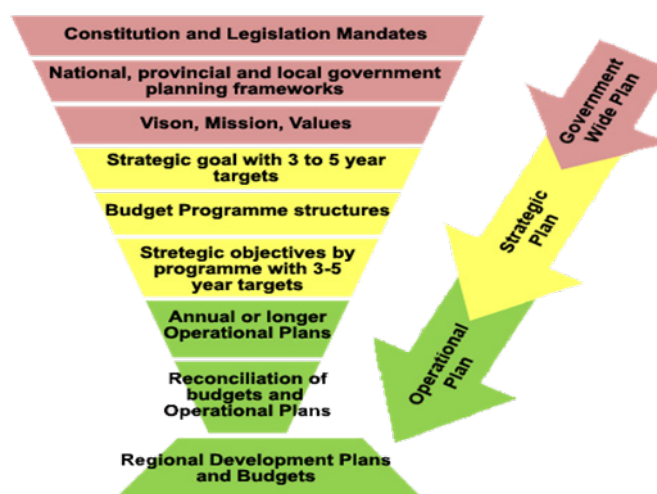 Constitution and Legislation Mandates
National, provincial and local government
planning frameworks
Vison, Mission, Values
Strategic goal with 3 to 5 year
targets
Budget Programme structures
Stretegic objectives by
programme with 3-5
year targets
Annual or longer
Operational Plans
Reconciliation of
budgets and
Operational Plans
Regional Development Plans
and Budgets
Government
Wide Plan
Strategic
Plan
Operational
Plan